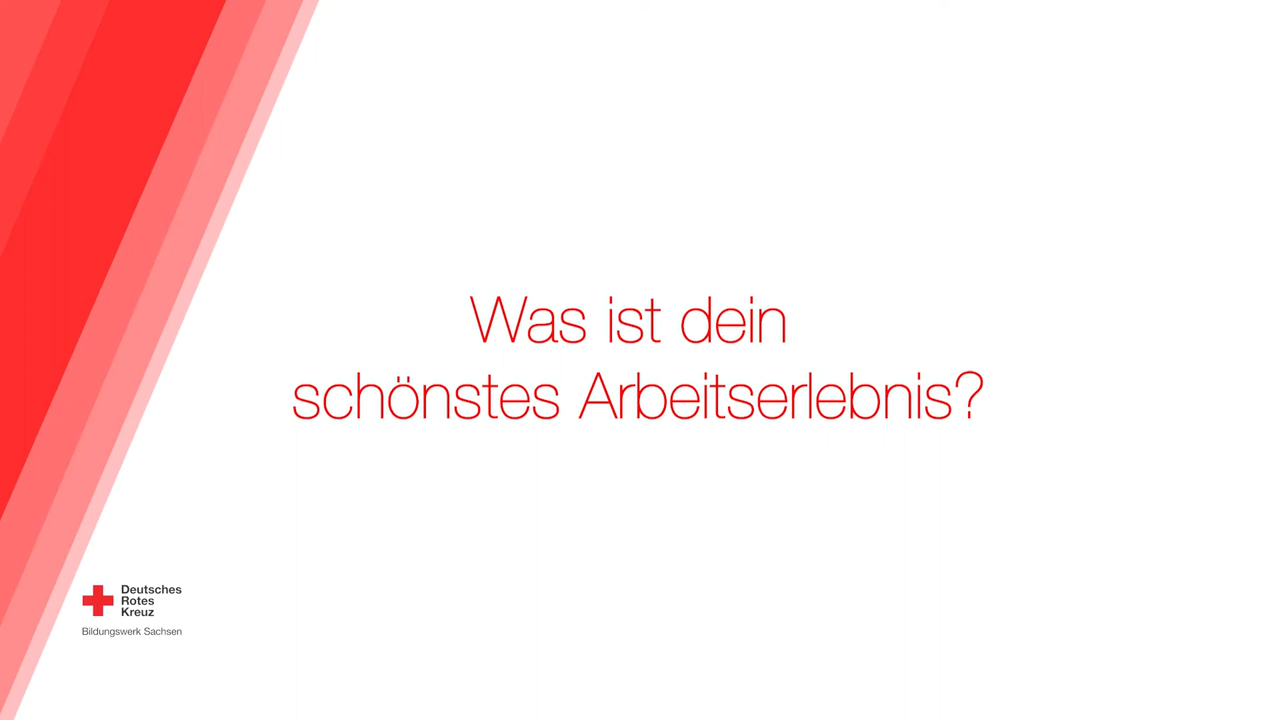 Was ist dein
schönstes Arbeitserlebnis?
Deutsches
Rotes
Kreuz
Bildungswerk Sachsen